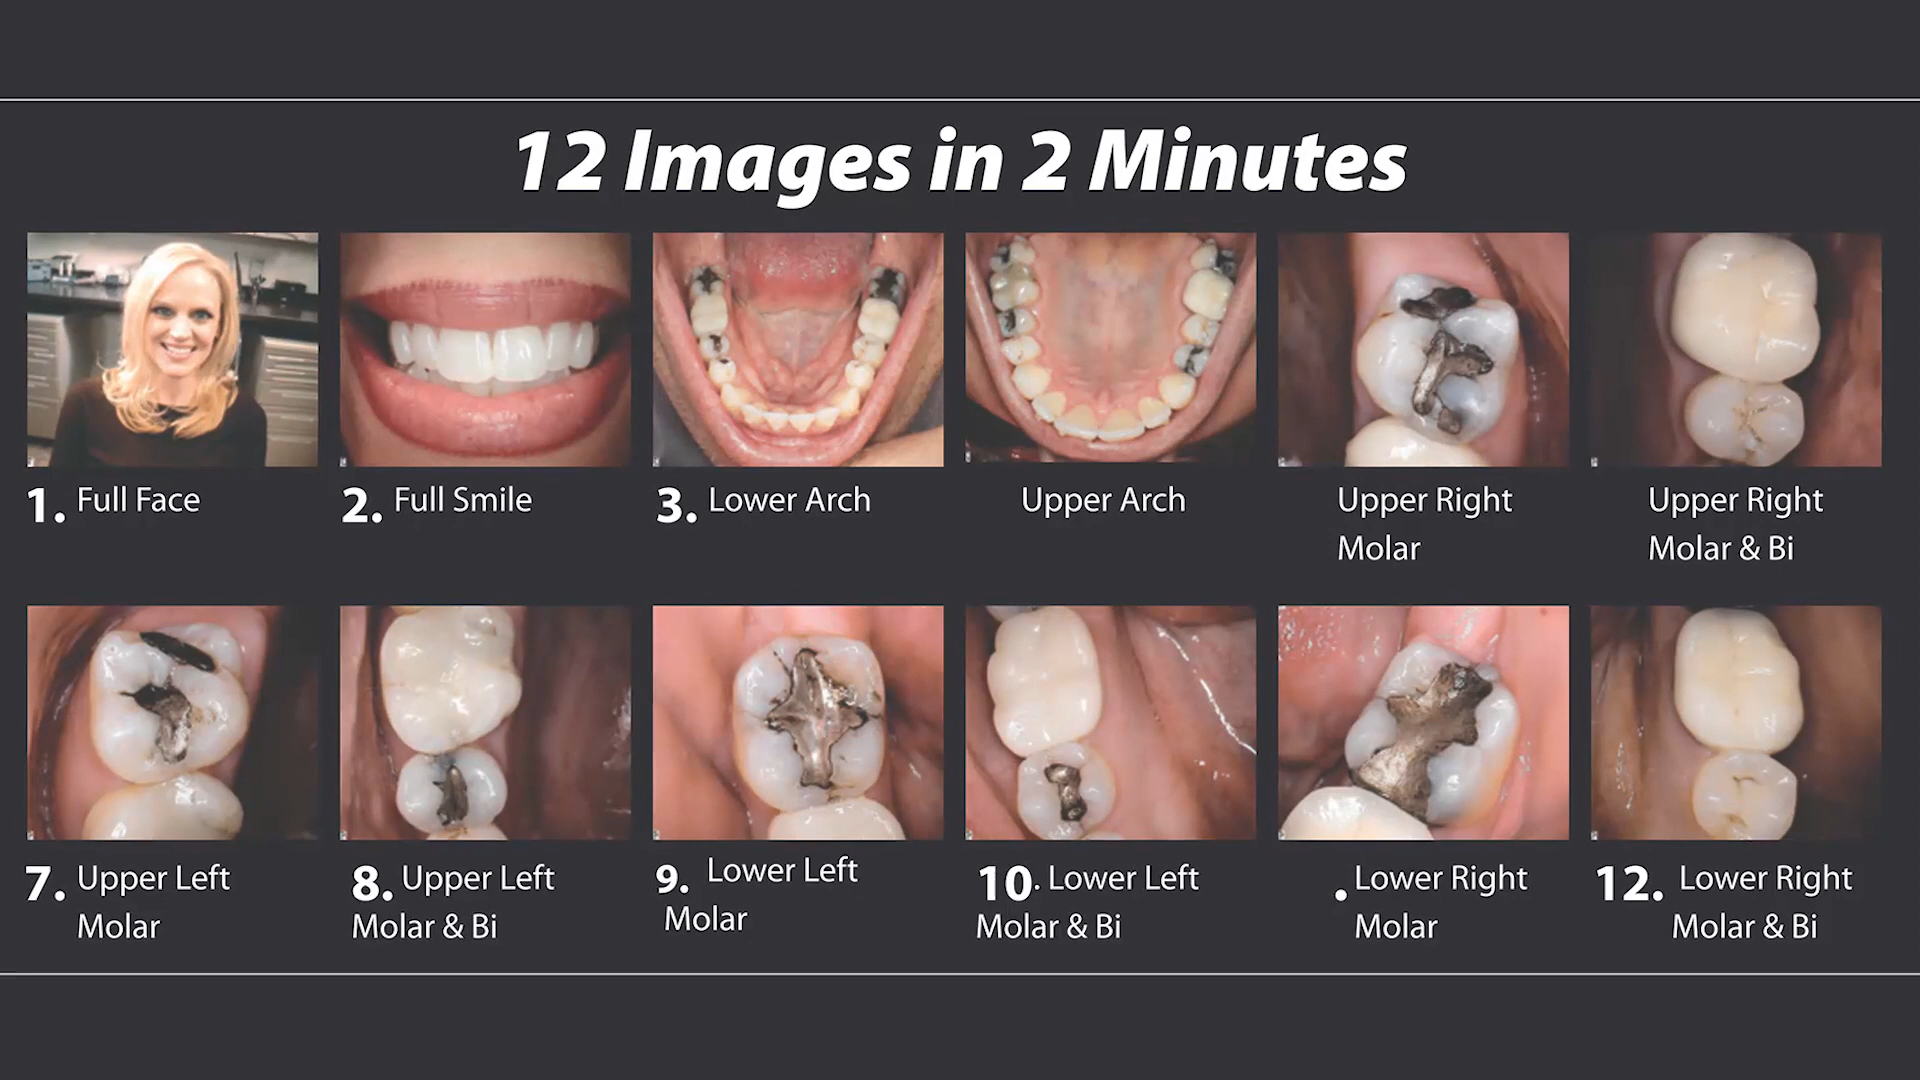 12 Images in 2 Minutes
1. Full Face
2. Full Smile
3. Lower Arch
Upper Arch
Upper Right
Molar
Upper Right
Molar & Bi
7. Upper Left
Molar
8. Upper Left
Molar & Bi
9. Lower Left
Molar
10. Lower Left
Molar & Bi
. Lower Right
Molar
12. Lower Right
Molar & Bi